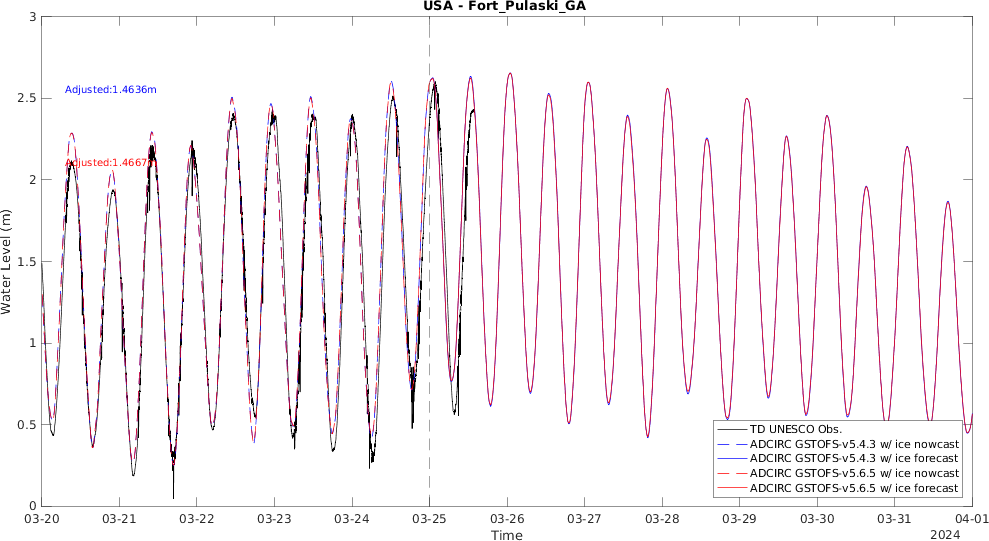 USA - Fort_Pulaski_GA
3
2.5
2
1.5
1
0.5
0
Water Level (m)
Adjusted:1.4636m
Adjusted:1.4667m
TD UNESCO Obs.
ADCIRC GSTOFS-v5.4.3 w/ ice nowcast
ADCIRC GSTOFS-v5.4.3 w/ ice forecast
ADCIRC GSTOFS-v5.6.5 w/ ice nowcast
ADCIRC GSTOFS-v5.6.5 w/ ice forecast
03-20 03-21 03-22 03-23 03-24 03-25 03-26 03-27 03-28 03-29 03-30 03-31 04-01
Time
2024